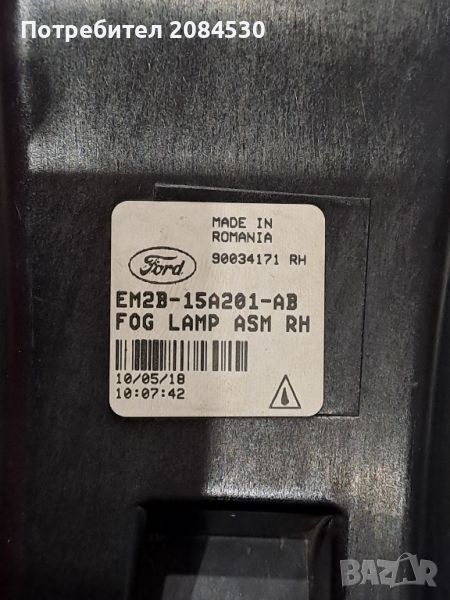 Потребител 2084530
MADE IN
ROMANIA
Ford
90034171 RH
EM2B-15A201-AB
FOG LAMP ASM RH
10/05/18
10:07:42
BAZAR